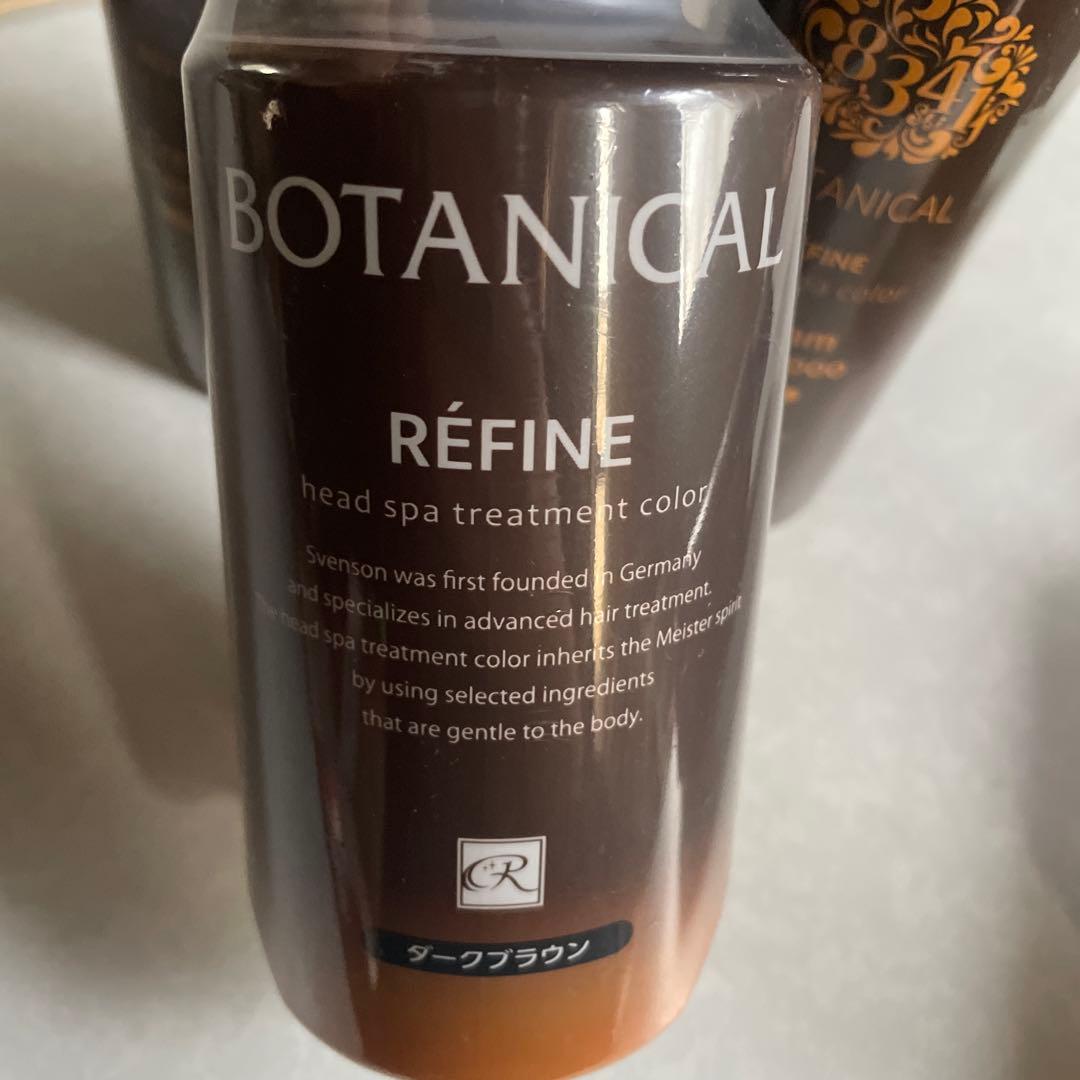 BOTANICAL
RÉFINE
head spa treatment color
Svenson was first founded in Germany
and specializes in advanced hair treatment.
The head spa treatment color inherits the Meister spirit
by using selected ingredients
that are gentle to the body.
CR
ダークブラウン
8341
TANICAL
FINE
color